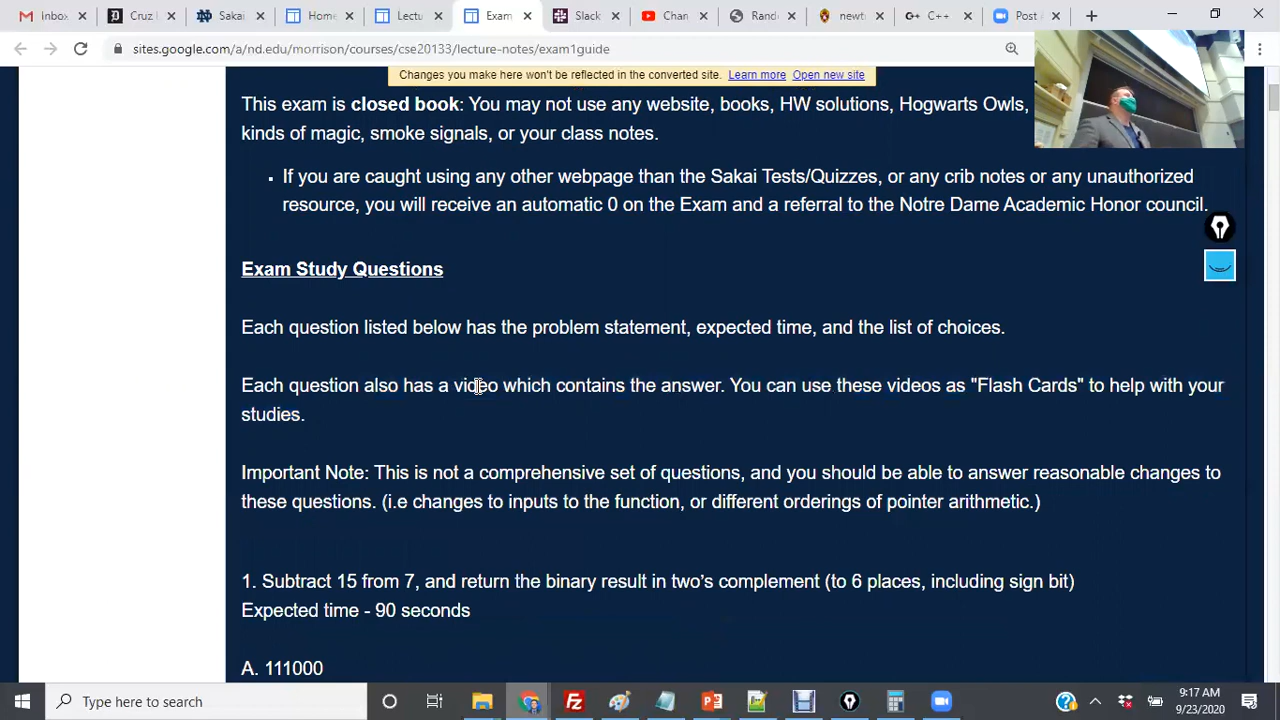 Inbox
Cruz
Sakai
Home
Lectu
Exam
Slack
Chan
Rando
newt
C++
Post
sites.google.com/a/nd.edu/morrison/courses/cse20133/lecture-notes/exam1guide
Changes you make here won't be reflected in the converted site. Learn more Open new site
This exam is closed book: You may not use any website, books, HW solutions, Hogwarts Owls,
kinds of magic, smoke signals, or your class notes.
▪ If you are caught using any other webpage than the Sakai Tests/Quizzes, or any crib notes or any unauthorized
resource, you will receive an automatic 0 on the Exam and a referral to the Notre Dame Academic Honor council.
Exam Study Questions
Each question listed below has the problem statement, expected time, and the list of choices.
Each question also has a video which contains the answer. You can use these videos as "Flash Cards" to help with your
studies.
Important Note: This is not a comprehensive set of questions, and you should be able to answer reasonable changes to
these questions. (i.e changes to inputs to the function, or different orderings of pointer arithmetic.)
1. Subtract 15 from 7, and return the binary result in two's complement (to 6 places, including sign bit)
Expected time - 90 seconds
A. 111000
Type here to search
9:17 AM
9/23/2020